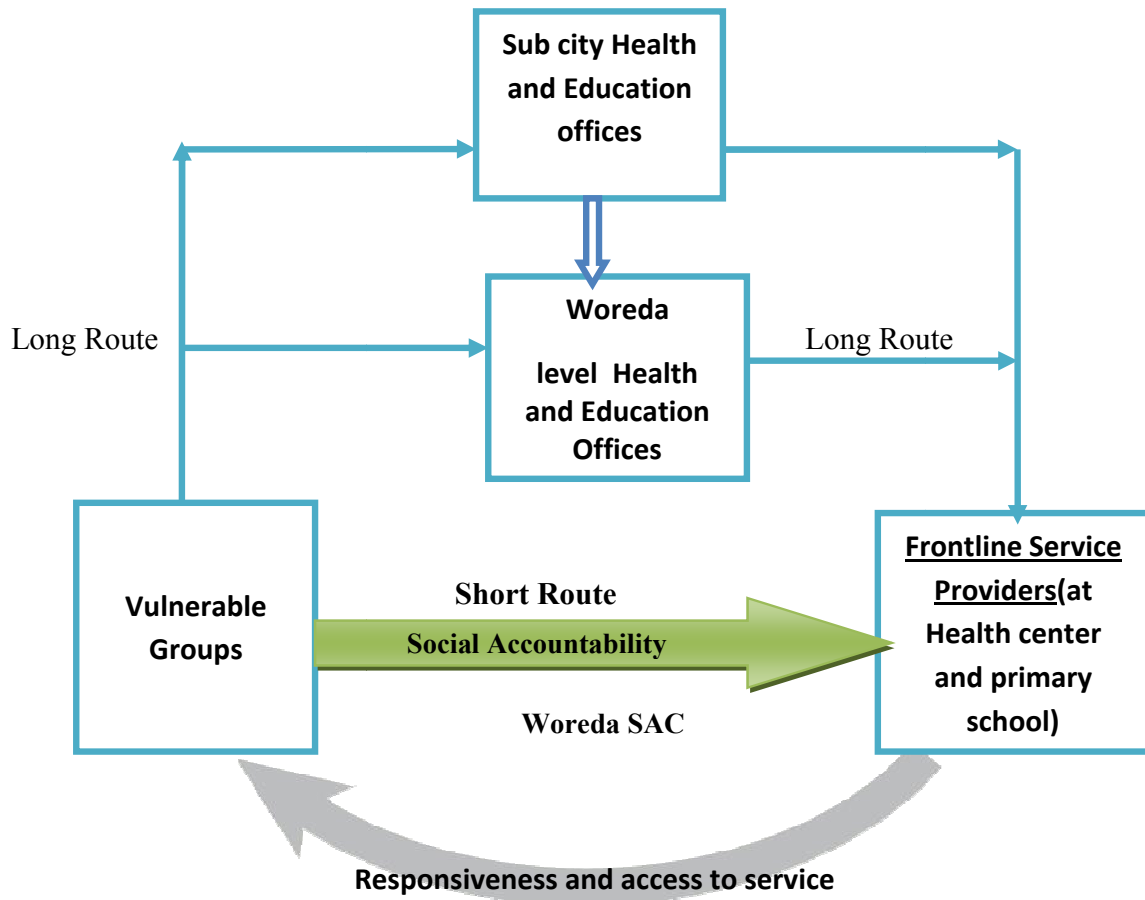 Sub city Health
and Education
offices
Long Route
Woreda
level Health
and Education
Offices
Long Route
Vulnerable
Groups
Short Route
Social Accountability
Woreda SAC
Frontline Service
Providers(at
Health center
and primary
school)
Responsiveness and access to service